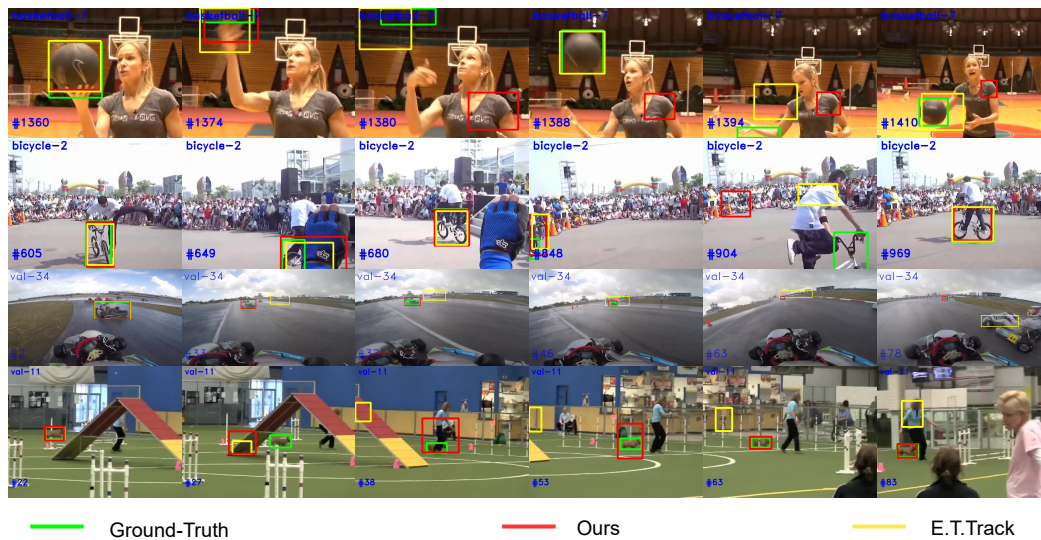 basketball-7 basketball-7 basketball-7 basketball-7 basketball-7 basketball-7
#1360 #1374 #1380 #1388 #1394 #1410
bicycle-2 bicycle-2 bicycle-2 bicycle-2 bicycle-2 bicycle-2
#605 #649 #680 #848 #904 #969
val-34 val-34 val-34 val-34 val-34 val-34
#46 #63 #78
val-11 val-11 val-11 val-11 val-11
#22 #27 #38 #53 #63 #83
Ground-Truth Ours E.T.Track